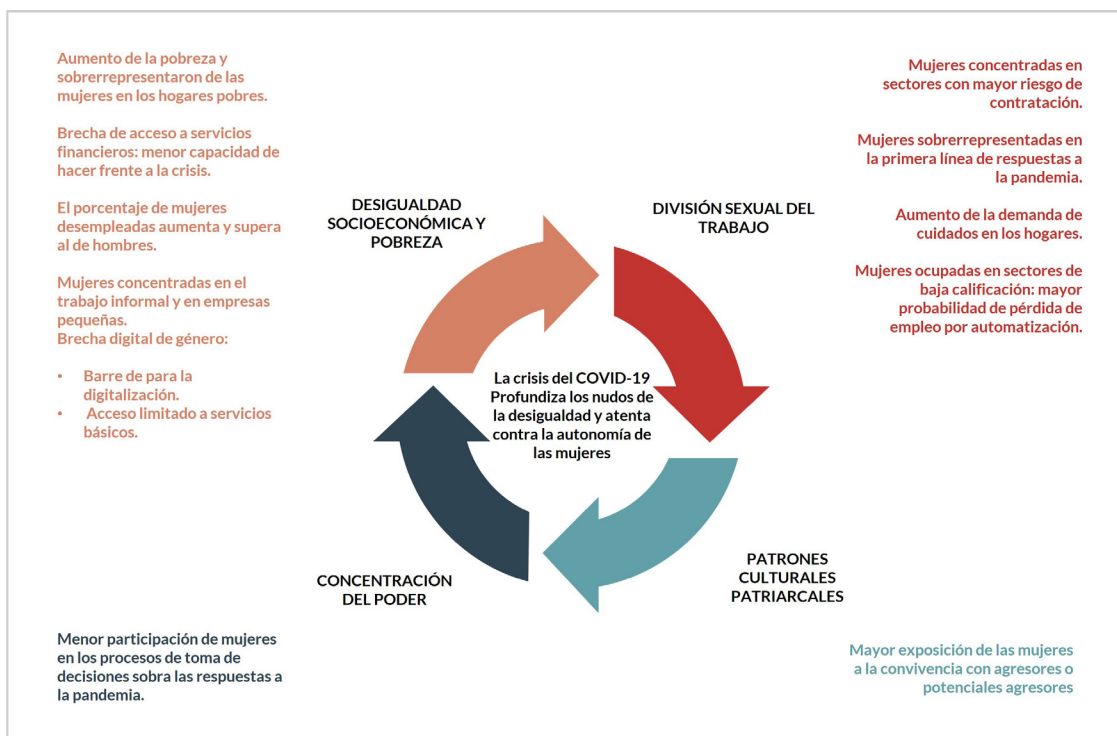 Aumento de la pobreza y
sobrerrepresentaron de las
mujeres en los hogares pobres.
Brecha de acceso a servicios
financieros: menor capacidad de
hacer frente a la crisis.
El porcentaje de mujeres
desempleadas aumenta y supera
al de hombres.
Mujeres concentradas en el
trabajo informal y en empresas
pequeñas.
Brecha digital de género:
• Barre de para la
digitalización.
• Acceso limitado a servicios
básicos.
DESIGUALDAD
SOCIOECONÓMICA Y
POBREZA
DIVISIÓN SEXUAL DEL
TRABAJO
Mujeres concentradas en
sectores con mayor riesgo de
contratación.
Mujeres sobrerrepresentadas en
la primera línea de respuestas a
la pandemia.
Aumento de la demanda de
cuidados en los hogares.
Mujeres ocupadas en sectores de
baja calificación: mayor
probabilidad de pérdida de
empleo por automatización.
La crisis del COVID-19
Profundiza los nudos de
la desigualdad y atenta
contra la autonomía de
las mujeres
CONCENTRACIÓN
DEL PODER
PATRONES
CULTURALES
PATRIARCALES
Menor participación de mujeres
en los procesos de toma de
decisiones sobra las respuestas a
la pandemia.
Mayor exposición de las mujeres
a la convivencia con agresores o
potenciales agresores